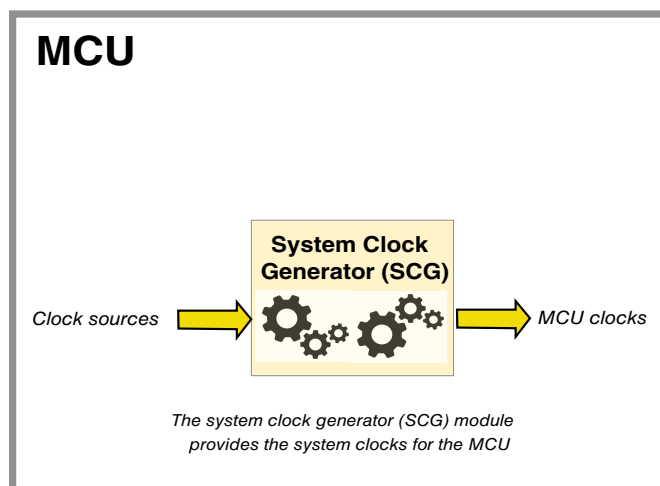 MCU
System Clock
Generator (SCG)
Clock sources
MCU clocks
The system clock generator (SCG) module
provides the system clocks for the MCU